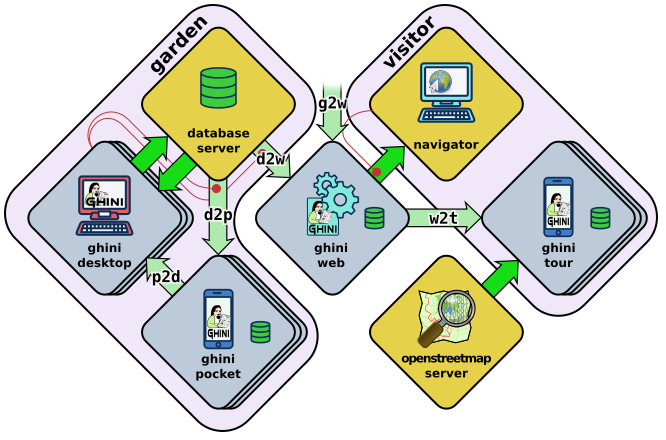 garden
visitor
database
server
navigator
g2w
d2w
GHINI
ghini
desktop
d2p
GHINI
ghini
web
w2t
GHINI
ghini
tour
p2d
GHINI
ghini
pocket
openstreetmap
server